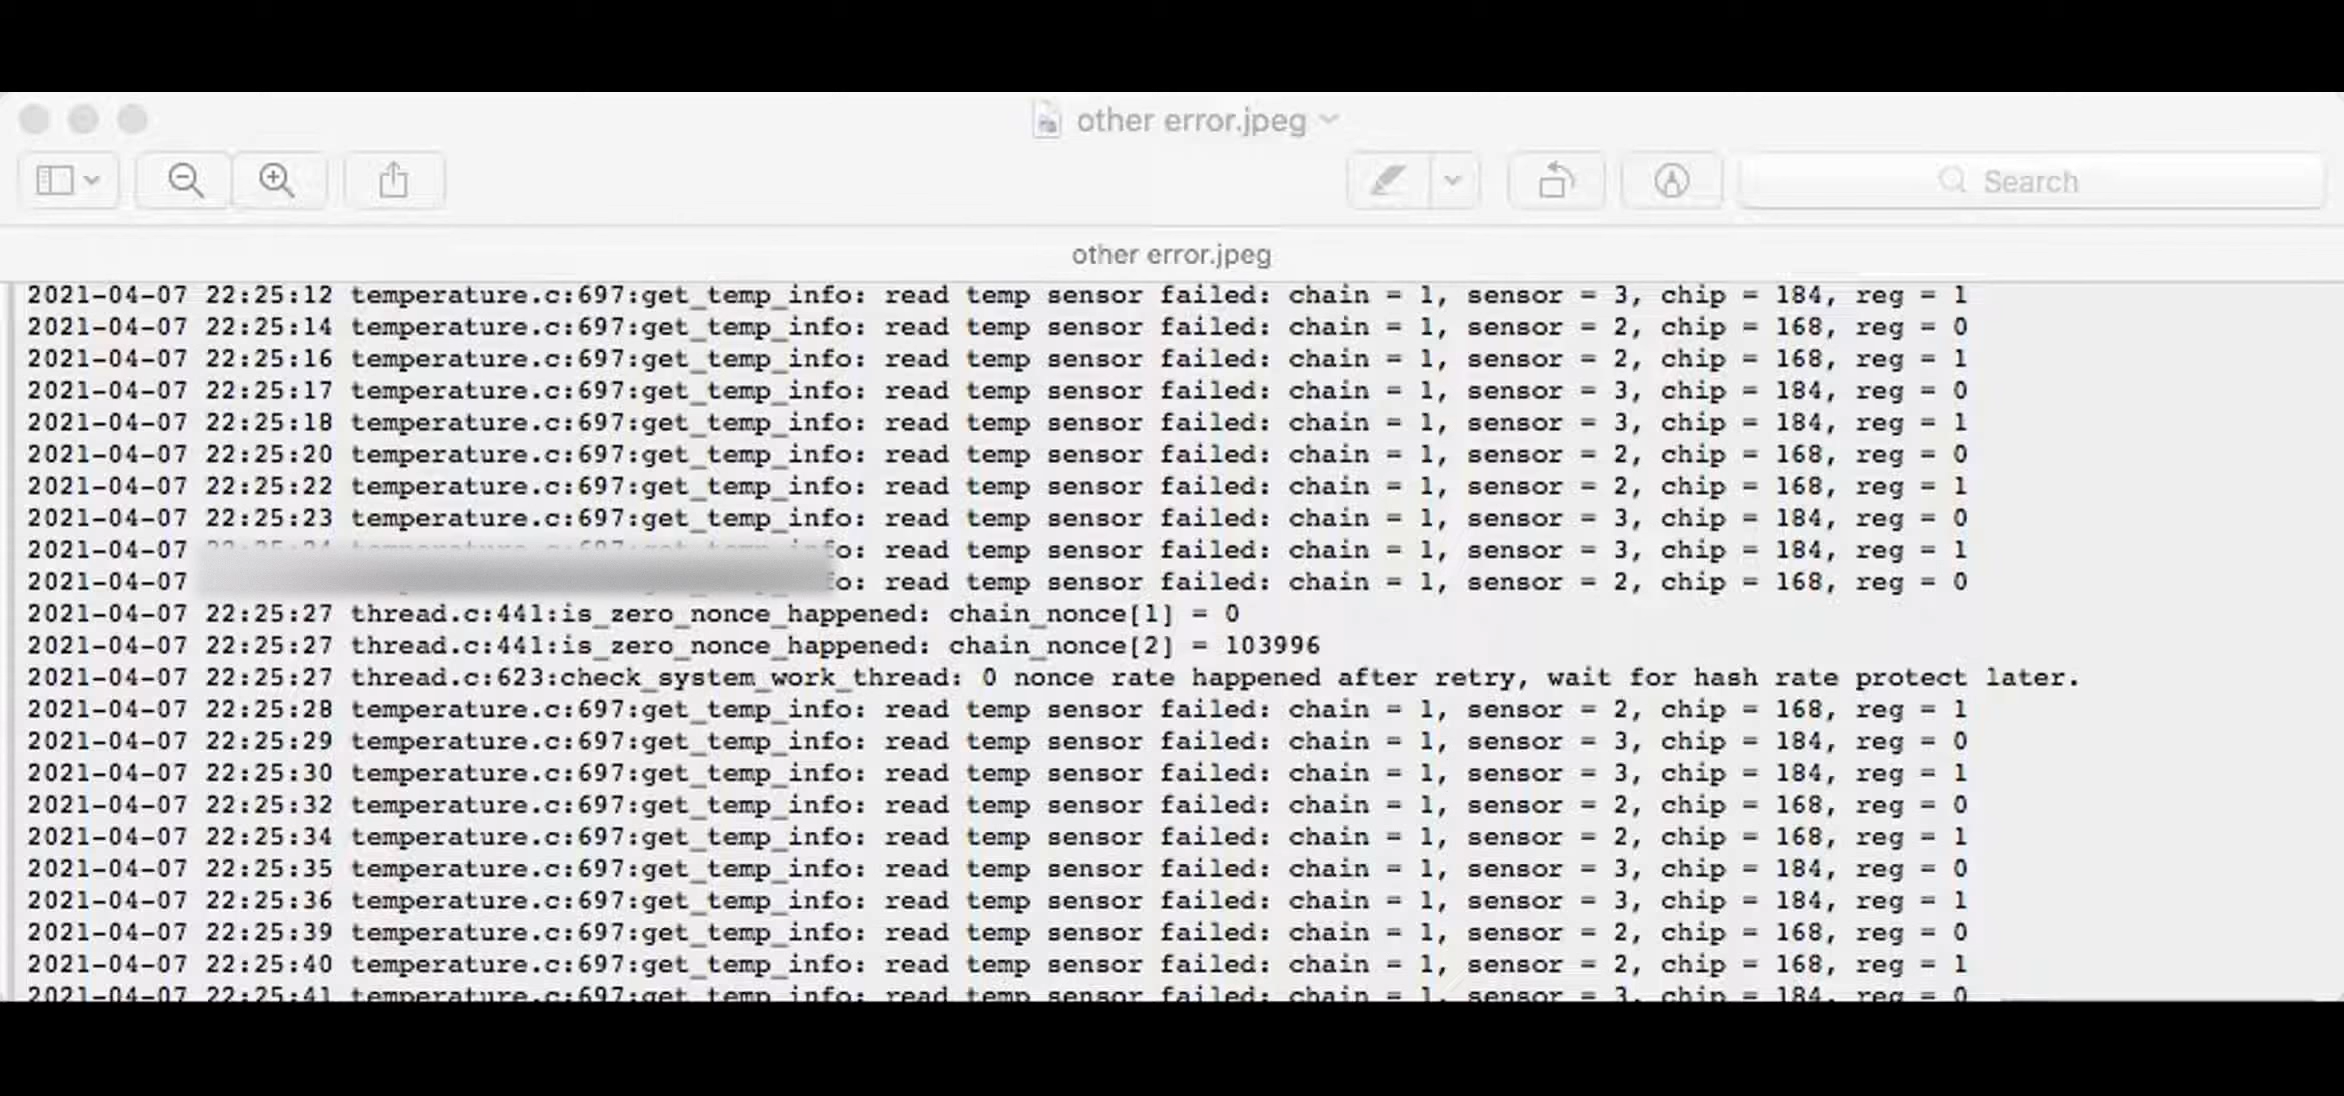 other error.jpeg
Search
other error.jpeg
2021-04-07 22:25:12 temperature.c:697:get_temp_info: read temp sensor failed: chain = 1, sensor = 3, chip = 184, reg = 1
2021-04-07 22:25:14 temperature.c:697:get_temp_info: read temp sensor failed: chain = 1, sensor = 2, chip = 168, reg = 0
2021-04-07 22:25:16 temperature.c:697:get_temp_info: read temp sensor failed: chain = 1, sensor = 2, chip = 168, reg = 1
2021-04-07 22:25:17 temperature.c:697:get_temp_info: read temp sensor failed: chain = 1, sensor = 3, chip = 184, reg = 0
2021-04-07 22:25:18 temperature.c:697:get_temp_info: read temp sensor failed: chain = 1, sensor = 3, chip = 184, reg = 1
2021-04-07 22:25:20 temperature.c:697:get_temp_info: read temp sensor failed: chain = 1, sensor = 2, chip = 168, reg = 0
2021-04-07 22:25:22 temperature.c:697:get_temp_info: read temp sensor failed: chain = 1, sensor = 2, chip = 168, reg = 1
2021-04-07 22:25:23 temperature.c:697:get_temp_info: read temp sensor failed: chain = 1, sensor = 3, chip = 184, reg = 0
2021-04-07 read temp sensor failed: chain = 1, sensor = 3, chip = 184, reg = 1
2021-04-07 read temp sensor failed: chain = 1, sensor = 2, chip = 168, reg = 0
2021-04-07 22:25:27 thread.c:441:is_zero_nonce_happened: chain_nonce[1] = 0
2021-04-07 22:25:27 thread.c:441:is_zero_nonce_happened: chain_nonce[2] = 103996
2021-04-07 22:25:27 thread.c:623:check_system_work_thread: 0 nonce rate happened after retry, wait for hash rate protect later.
2021-04-07 22:25:28 temperature.c:697:get_temp_info: read temp sensor failed: chain = 1, sensor = 2, chip = 168, reg = 1
2021-04-07 22:25:29 temperature.c:697:get_temp_info: read temp sensor failed: chain = 1, sensor = 3, chip = 184, reg = 0
2021-04-07 22:25:30 temperature.c:697:get_temp_info: read temp sensor failed: chain = 1, sensor = 3, chip = 184, reg = 1
2021-04-07 22:25:32 temperature.c:697:get_temp_info: read temp sensor failed: chain = 1, sensor = 2, chip = 168, reg = 0
2021-04-07 22:25:34 temperature.c:697:get_temp_info: read temp sensor failed: chain = 1, sensor = 2, chip = 168, reg = 1
2021-04-07 22:25:35 temperature.c:697:get_temp_info: read temp sensor failed: chain = 1, sensor = 3, chip = 184, reg = 0
2021-04-07 22:25:36 temperature.c:697:get_temp_info: read temp sensor failed: chain = 1, sensor = 3, chip = 184, reg = 1
2021-04-07 22:25:39 temperature.c:697:get_temp_info: read temp sensor failed: chain = 1, sensor = 2, chip = 168, reg = 0
2021-04-07 22:25:40 temperature.c:697:get_temp_info: read temp sensor failed: chain = 1, sensor = 2, chip = 168, reg = 1
2021-04-07 22:25:41 temperature.c:697:get_temp_info: read temp sensor failed: chain = 1, sensor = 3, chip = 184, reg = 0